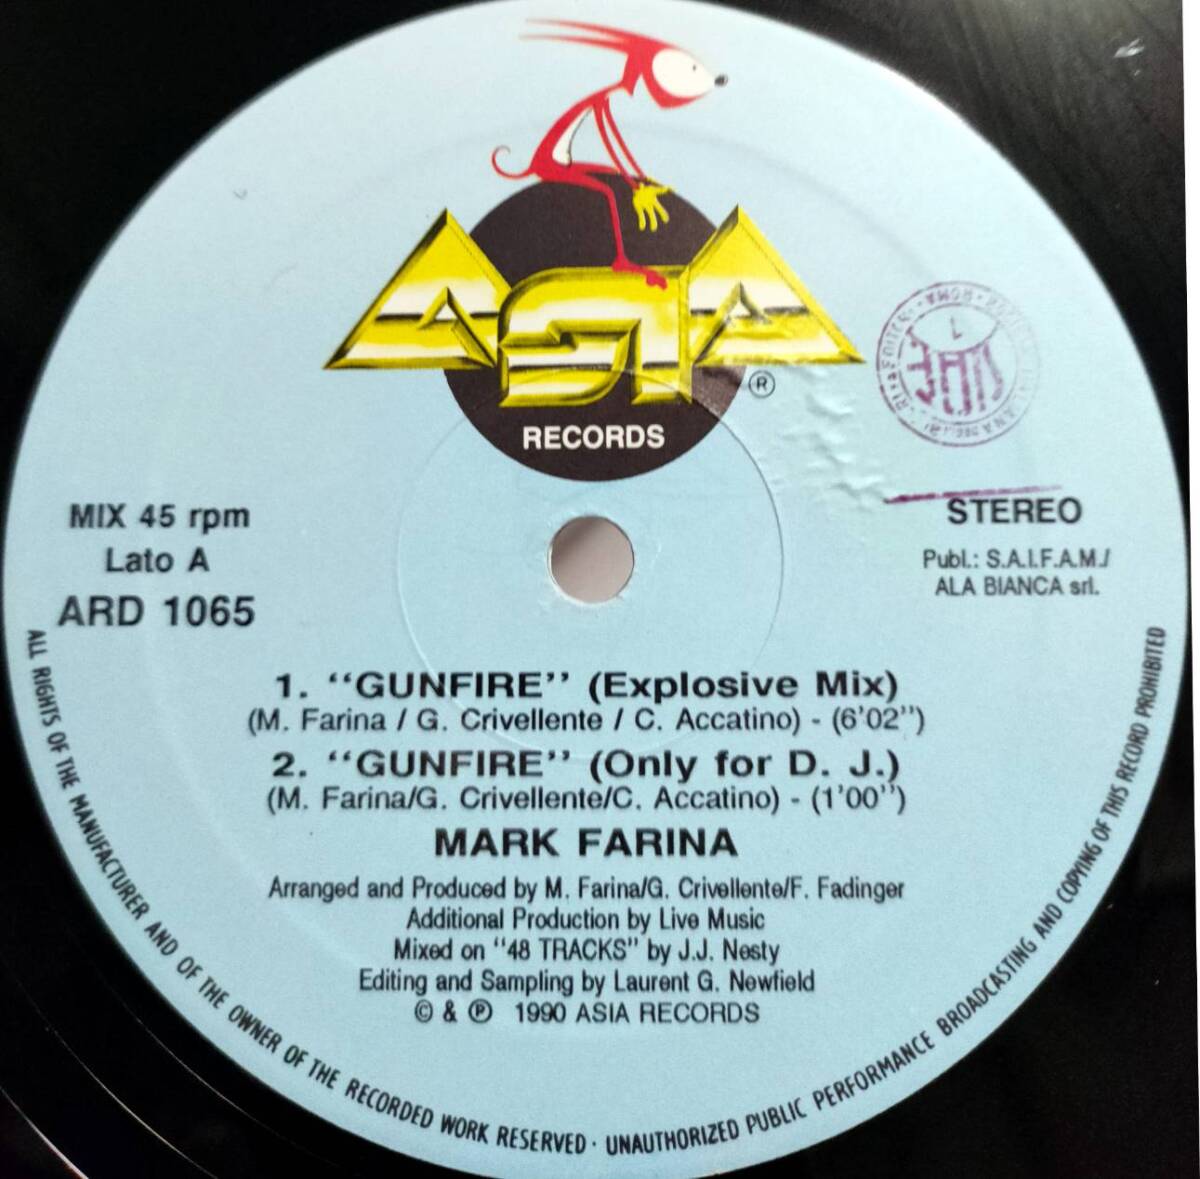 ASIA
®
RECORDS
SIAE
ROMA
MIX 45 rpm
Lato A
ARD 1065
STEREO
Publ.: S.A.I.F.A.M./
ALA BIANCA srl.
1. "GUNFIRE" (Explosive Mix)
(M. Farina / G. Crivellente / C. Accatino) - (6'02")
2. "GUNFIRE" (Only for D. J.)
(M. Farina/G. Crivellente/C. Accatino) - (1'00")
MARK FARINA
Arranged and Produced by M. Farina/G. Crivellente/F. Fadinger
Additional Production by Live Music
Mixed on "48 TRACKS" by J.J. Nesty
Editing and Sampling by Laurent G. Newfield
© & ℗ 1990 ASIA RECORDS
ALL RIGHTS OF THE MANUFACTURER AND OF THE OWNER OF THE RECORDED WORK RESERVED · UNAUTHORIZED PUBLIC PERFORMANCE BROADCASTING AND COPYING OF THIS RECORD PROHIBITED